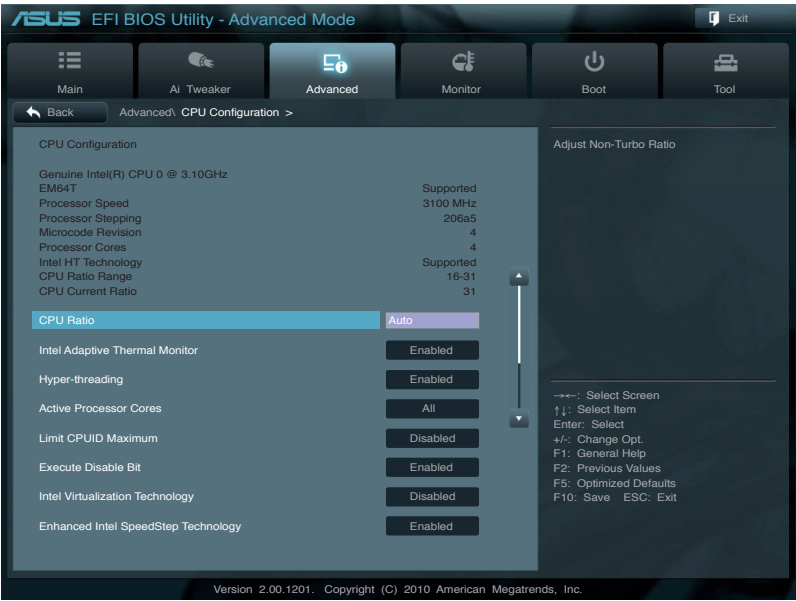 ASUS EFI BIOS Utility - Advanced Mode
Exit
Main
Ai Tweaker
Advanced
Monitor
Boot
Tool
Back
Advanced\ CPU Configuration >
CPU Configuration
Genuine Intel(R) CPU 0 @ 3.10GHz
EM64T Supported
Processor Speed 3100 MHz
Processor Stepping 206a5
Microcode Revision 4
Processor Cores 4
Intel HT Technology Supported
CPU Ratio Range 16-31
CPU Current Ratio 31
CPU Ratio Auto
Intel Adaptive Thermal Monitor Enabled
Hyper-threading Enabled
Active Processor Cores All
Limit CPUID Maximum Disabled
Execute Disable Bit Enabled
Intel Virtualization Technology Disabled
Enhanced Intel SpeedStep Technology Enabled
Adjust Non-Turbo Ratio
→←: Select Screen
↑↓: Select Item
Enter: Select
+/-: Change Opt.
F1: General Help
F2: Previous Values
F5: Optimized Defaults
F10: Save ESC: Exit
Version 2.00.1201. Copyright (C) 2010 American Megatrends, Inc.